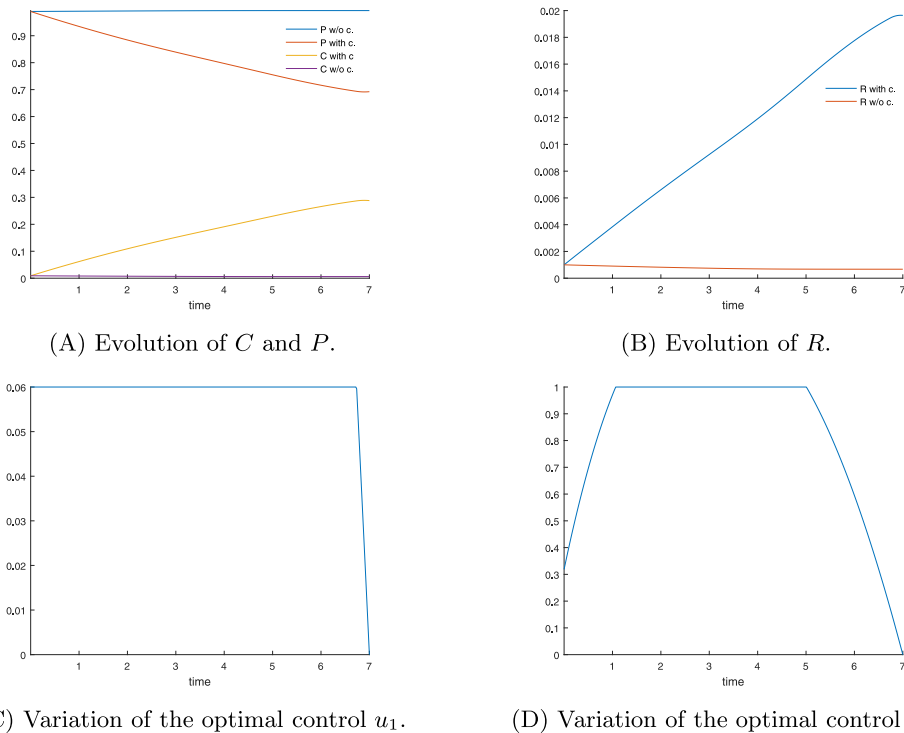 0.9
0.8
0.7
0.6
0.5
0.4
0.3
0.2
0.1
0
P w/o c.
P with c.
C with c
C w/o c.
1 2 3 4 5 6 7
time
(A) Evolution of C and P.
0.02
0.018
0.016
0.014
0.012
0.01
0.008
0.006
0.004
0.002
0
R with c.
R w/o c.
1 2 3 4 5 6 7
time
(B) Evolution of R.
0.06
0.05
0.04
0.03
0.02
0.01
0
1 2 3 4 5 6 7
time
C) Variation of the optimal control u₁.
1
0.9
0.8
0.7
0.6
0.5
0.4
0.3
0.2
0.1
0
1 2 3 4 5 6 7
time
(D) Variation of the optimal control